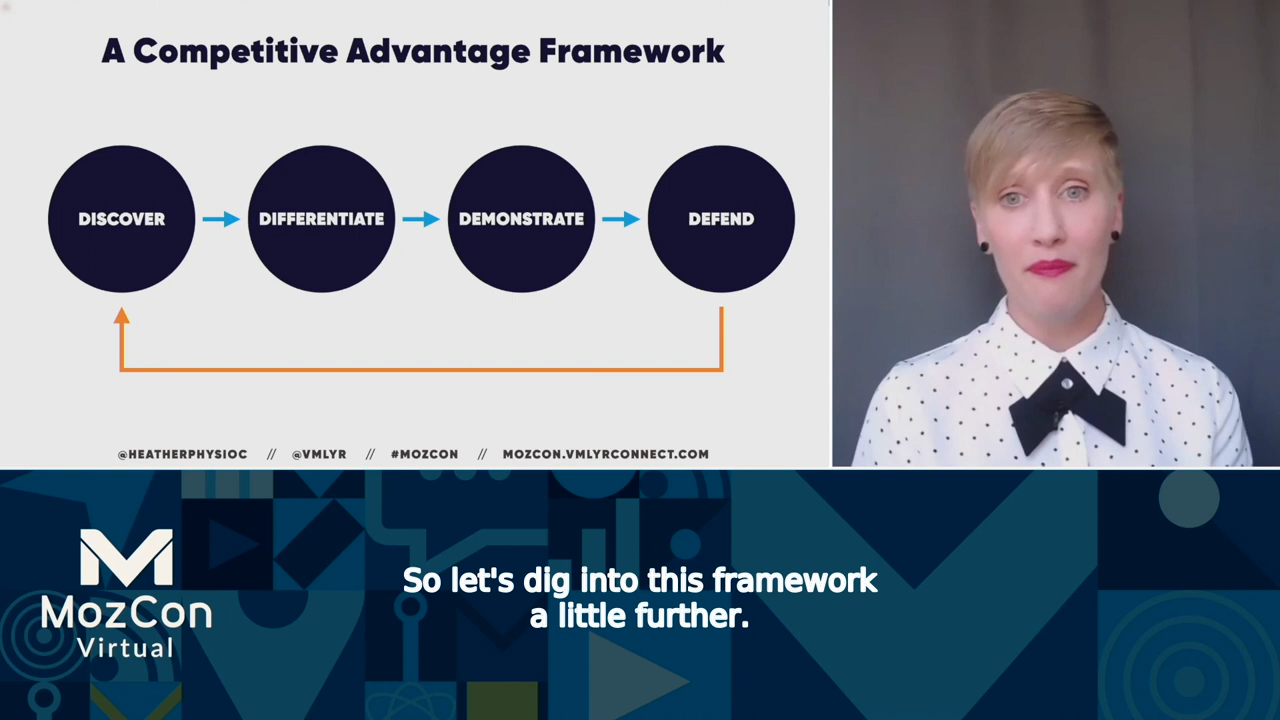 A Competitive Advantage Framework
DISCOVER
DIFFERENTIATE
DEMONSTRATE
DEFEND
@HEATHERPHYSIOC // @VMLYR // #MOZCON // MOZCON.VMLYRCONNECT.COM
MozCon
Virtual
So let's dig into this framework
a little further.